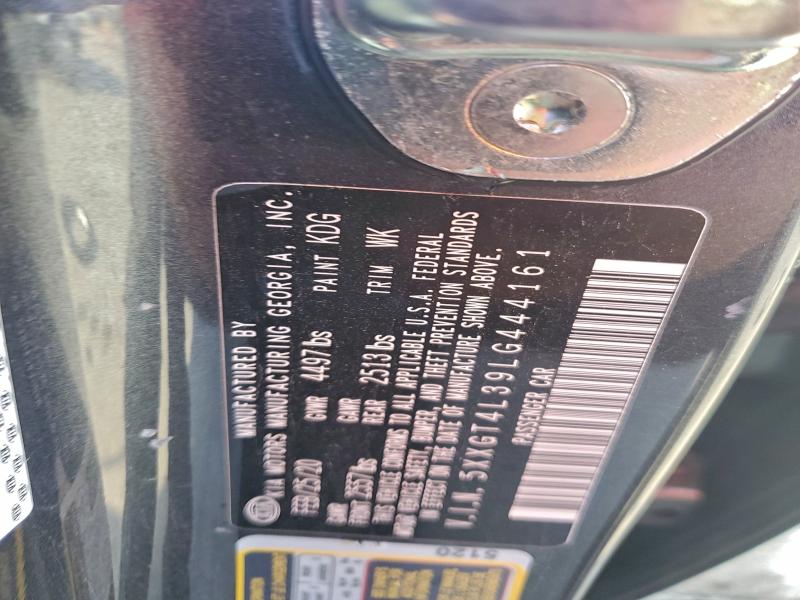 MANUFACTURED BY
KIA MOTORS MANUFACTURING GEORGIA, INC.
FEB/25/20 GVWR 4497lbs PAINT KDG
GAWR GAWR
FRONT 2557lbs REAR 2513lbs TRIM WK
THIS VEHICLE CONFORMS TO ALL APPLICABLE U.S.A. FEDERAL
MOTOR VEHICLE SAFETY, BUMPER, AND THEFT PREVENTION STANDARDS
IN EFFECT ON THE DATE OF MANUFACTURE SHOWN ABOVE.
V.I.N. 5XXGT4L39LG444161
PASSENGER CAR
5120